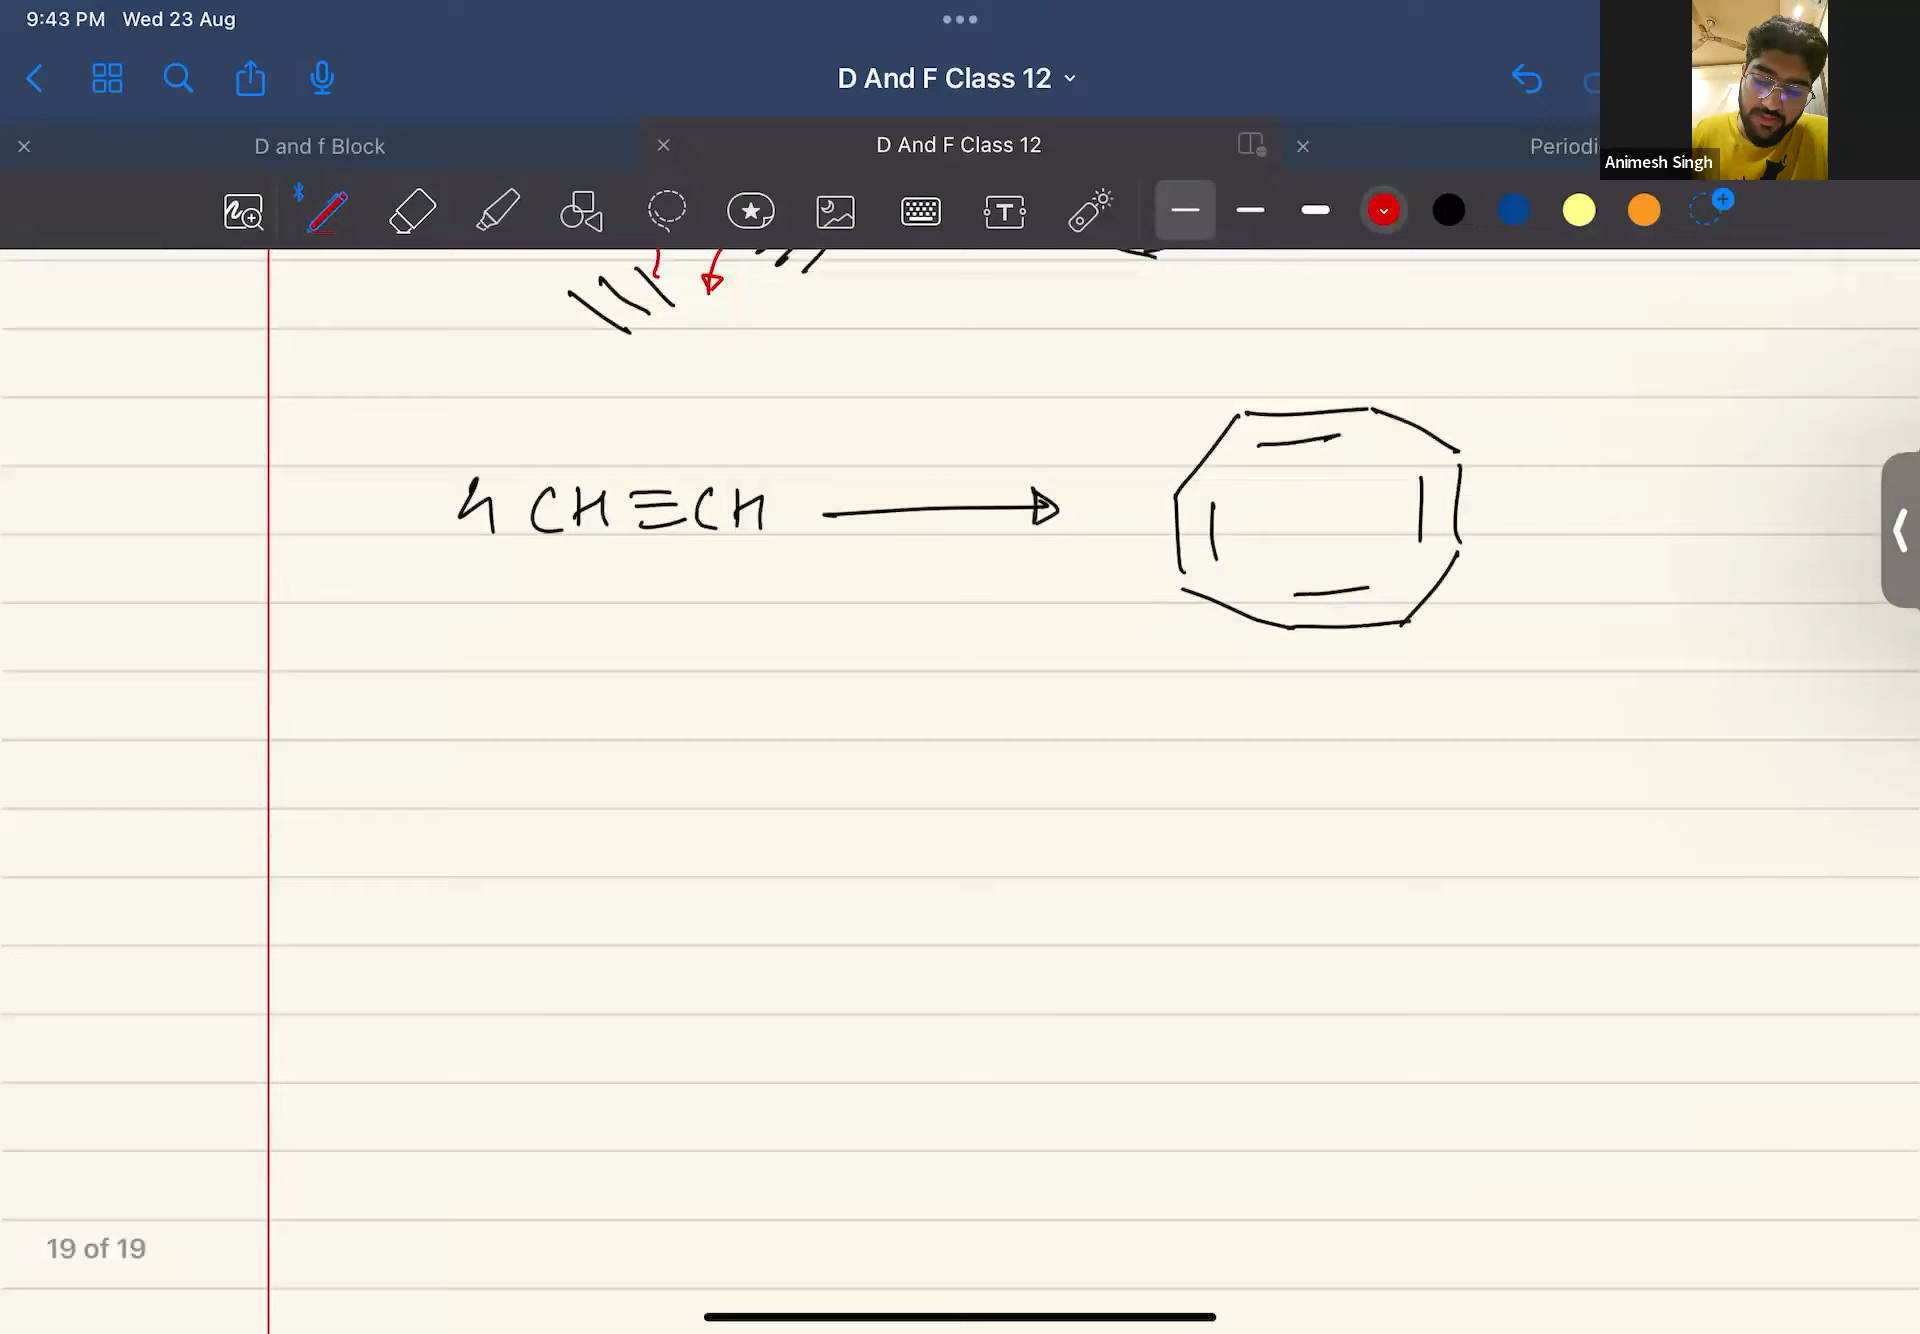 9:43 PM Wed 23 Aug
D And F Class 12
D and f Block
D And F Class 12
Periodi
Animesh Singh
T
4 CH≡CH
19 of 19